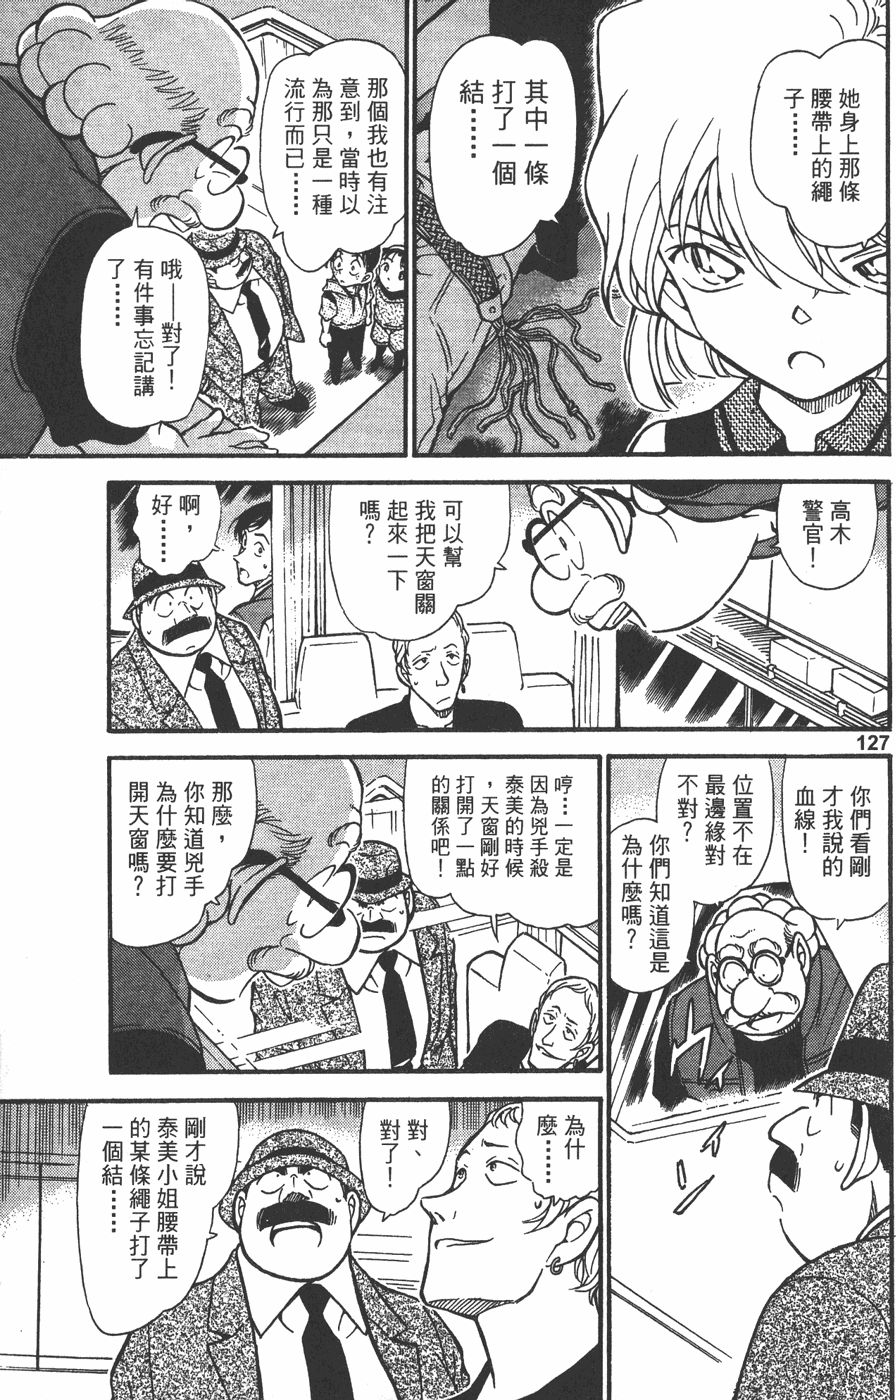 她身上那條
腰帶上的繩
子……
其中一條
打了一個
結……
那個我也有注
意到，當時以
為那只是一種
流行而已……
哦—對了！
有件事忘記講
了……
高木
警官！
可以幫
我把天窗關
起來一下
嗎？
啊，
好……
127
你們看剛
才我說的
血線！
位置不在
最邊緣對
不對？
你們知道這是
為什麼嗎？
哼…一定是
因為兇手殺
泰美的時候
，天窗剛好
打開了一點
的關係吧！
那麼，
你知道兇手
為什麼要打
開天窗嗎？
為什
麼……
對、
對了！
剛才說
泰美小姐腰帶上
的某條繩子打了
一個結……